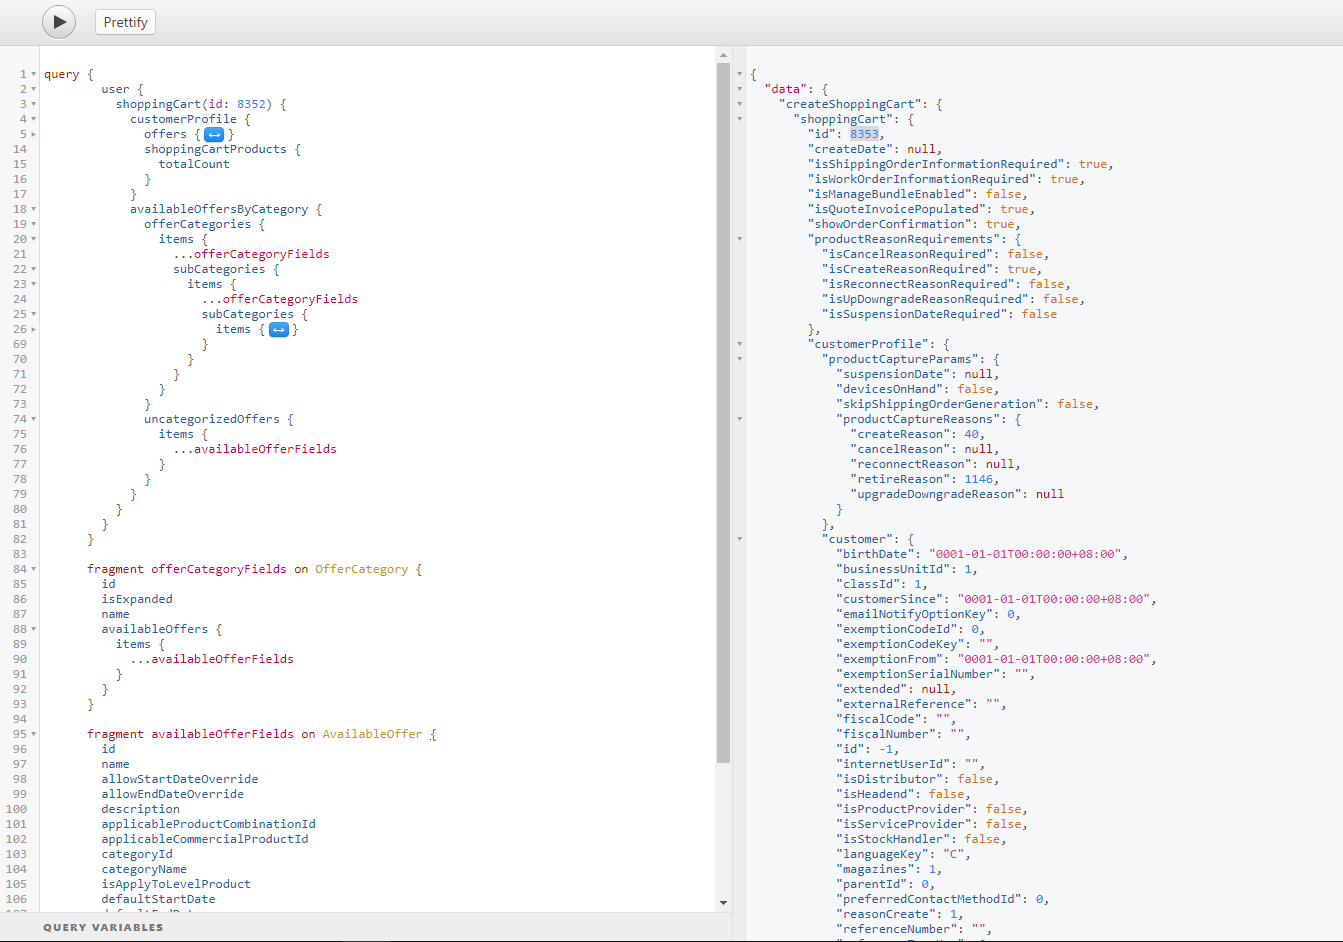 Prettify
1 query {
2 user {
3 shoppingCart(id: 8352) {
4 customerProfile {
5 offers { ↔ }
14 shoppingCartProducts {
15 totalCount
16 }
17 }
18 availableOffersByCategory {
19 offerCategories {
20 items {
21 ...offerCategoryFields
22 subCategories {
23 items {
24 ...offerCategoryFields
25 subCategories {
26 items { ↔ }
69 }
70 }
71 }
72 }
73 }
74 uncategorizedOffers {
75 items {
76 ...availableOfferFields
77 }
78 }
79 }
80 }
81 }
82 }
83
84 fragment offerCategoryFields on OfferCategory {
85 id
86 isExpanded
87 name
88 availableOffers {
89 items {
90 ...availableOfferFields
91 }
92 }
93 }
94
95 fragment availableOfferFields on AvailableOffer {
96 id
97 name
98 allowStartDateOverride
99 allowEndDateOverride
100 description
101 applicableProductCombinationId
102 applicableCommercialProductId
103 categoryId
104 categoryName
105 isApplyToLevelProduct
106 defaultStartDate
QUERY VARIABLES
{
"data": {
"createShoppingCart": {
"shoppingCart": {
"id": 8353,
"createDate": null,
"isShippingOrderInformationRequired": true,
"isWorkOrderInformationRequired": true,
"isManageBundleEnabled": false,
"isQuoteInvoicePopulated": true,
"showOrderConfirmation": true,
"productReasonRequirements": {
"isCancelReasonRequired": false,
"isCreateReasonRequired": true,
"isReconnectReasonRequired": false,
"isUpDowngradeReasonRequired": false,
"isSuspensionDateRequired": false
},
"customerProfile": {
"productCaptureParams": {
"suspensionDate": null,
"devicesOnHand": false,
"skipShippingOrderGeneration": false,
"productCaptureReasons": {
"createReason": 40,
"cancelReason": null,
"reconnectReason": null,
"retireReason": 1146,
"upgradeDowngradeReason": null
}
},
"customer": {
"birthDate": "0001-01-01T00:00:00+08:00",
"businessUnitId": 1,
"classId": 1,
"customerSince": "0001-01-01T00:00:00+08:00",
"emailNotifyOptionKey": 0,
"exemptionCodeId": 0,
"exemptionCodeKey": "",
"exemptionFrom": "0001-01-01T00:00:00+08:00",
"exemptionSerialNumber": "",
"extended": null,
"externalReference": "",
"fiscalCode": "",
"fiscalNumber": "",
"id": -1,
"internetUserId": "",
"isDistributor": false,
"isHeadend": false,
"isProductProvider": false,
"isServiceProvider": false,
"isStockHandler": false,
"languageKey": "C",
"magazines": 1,
"parentId": 0,
"preferredContactMethodId": 0,
"reasonCreate": 1,
"referenceNumber": "",